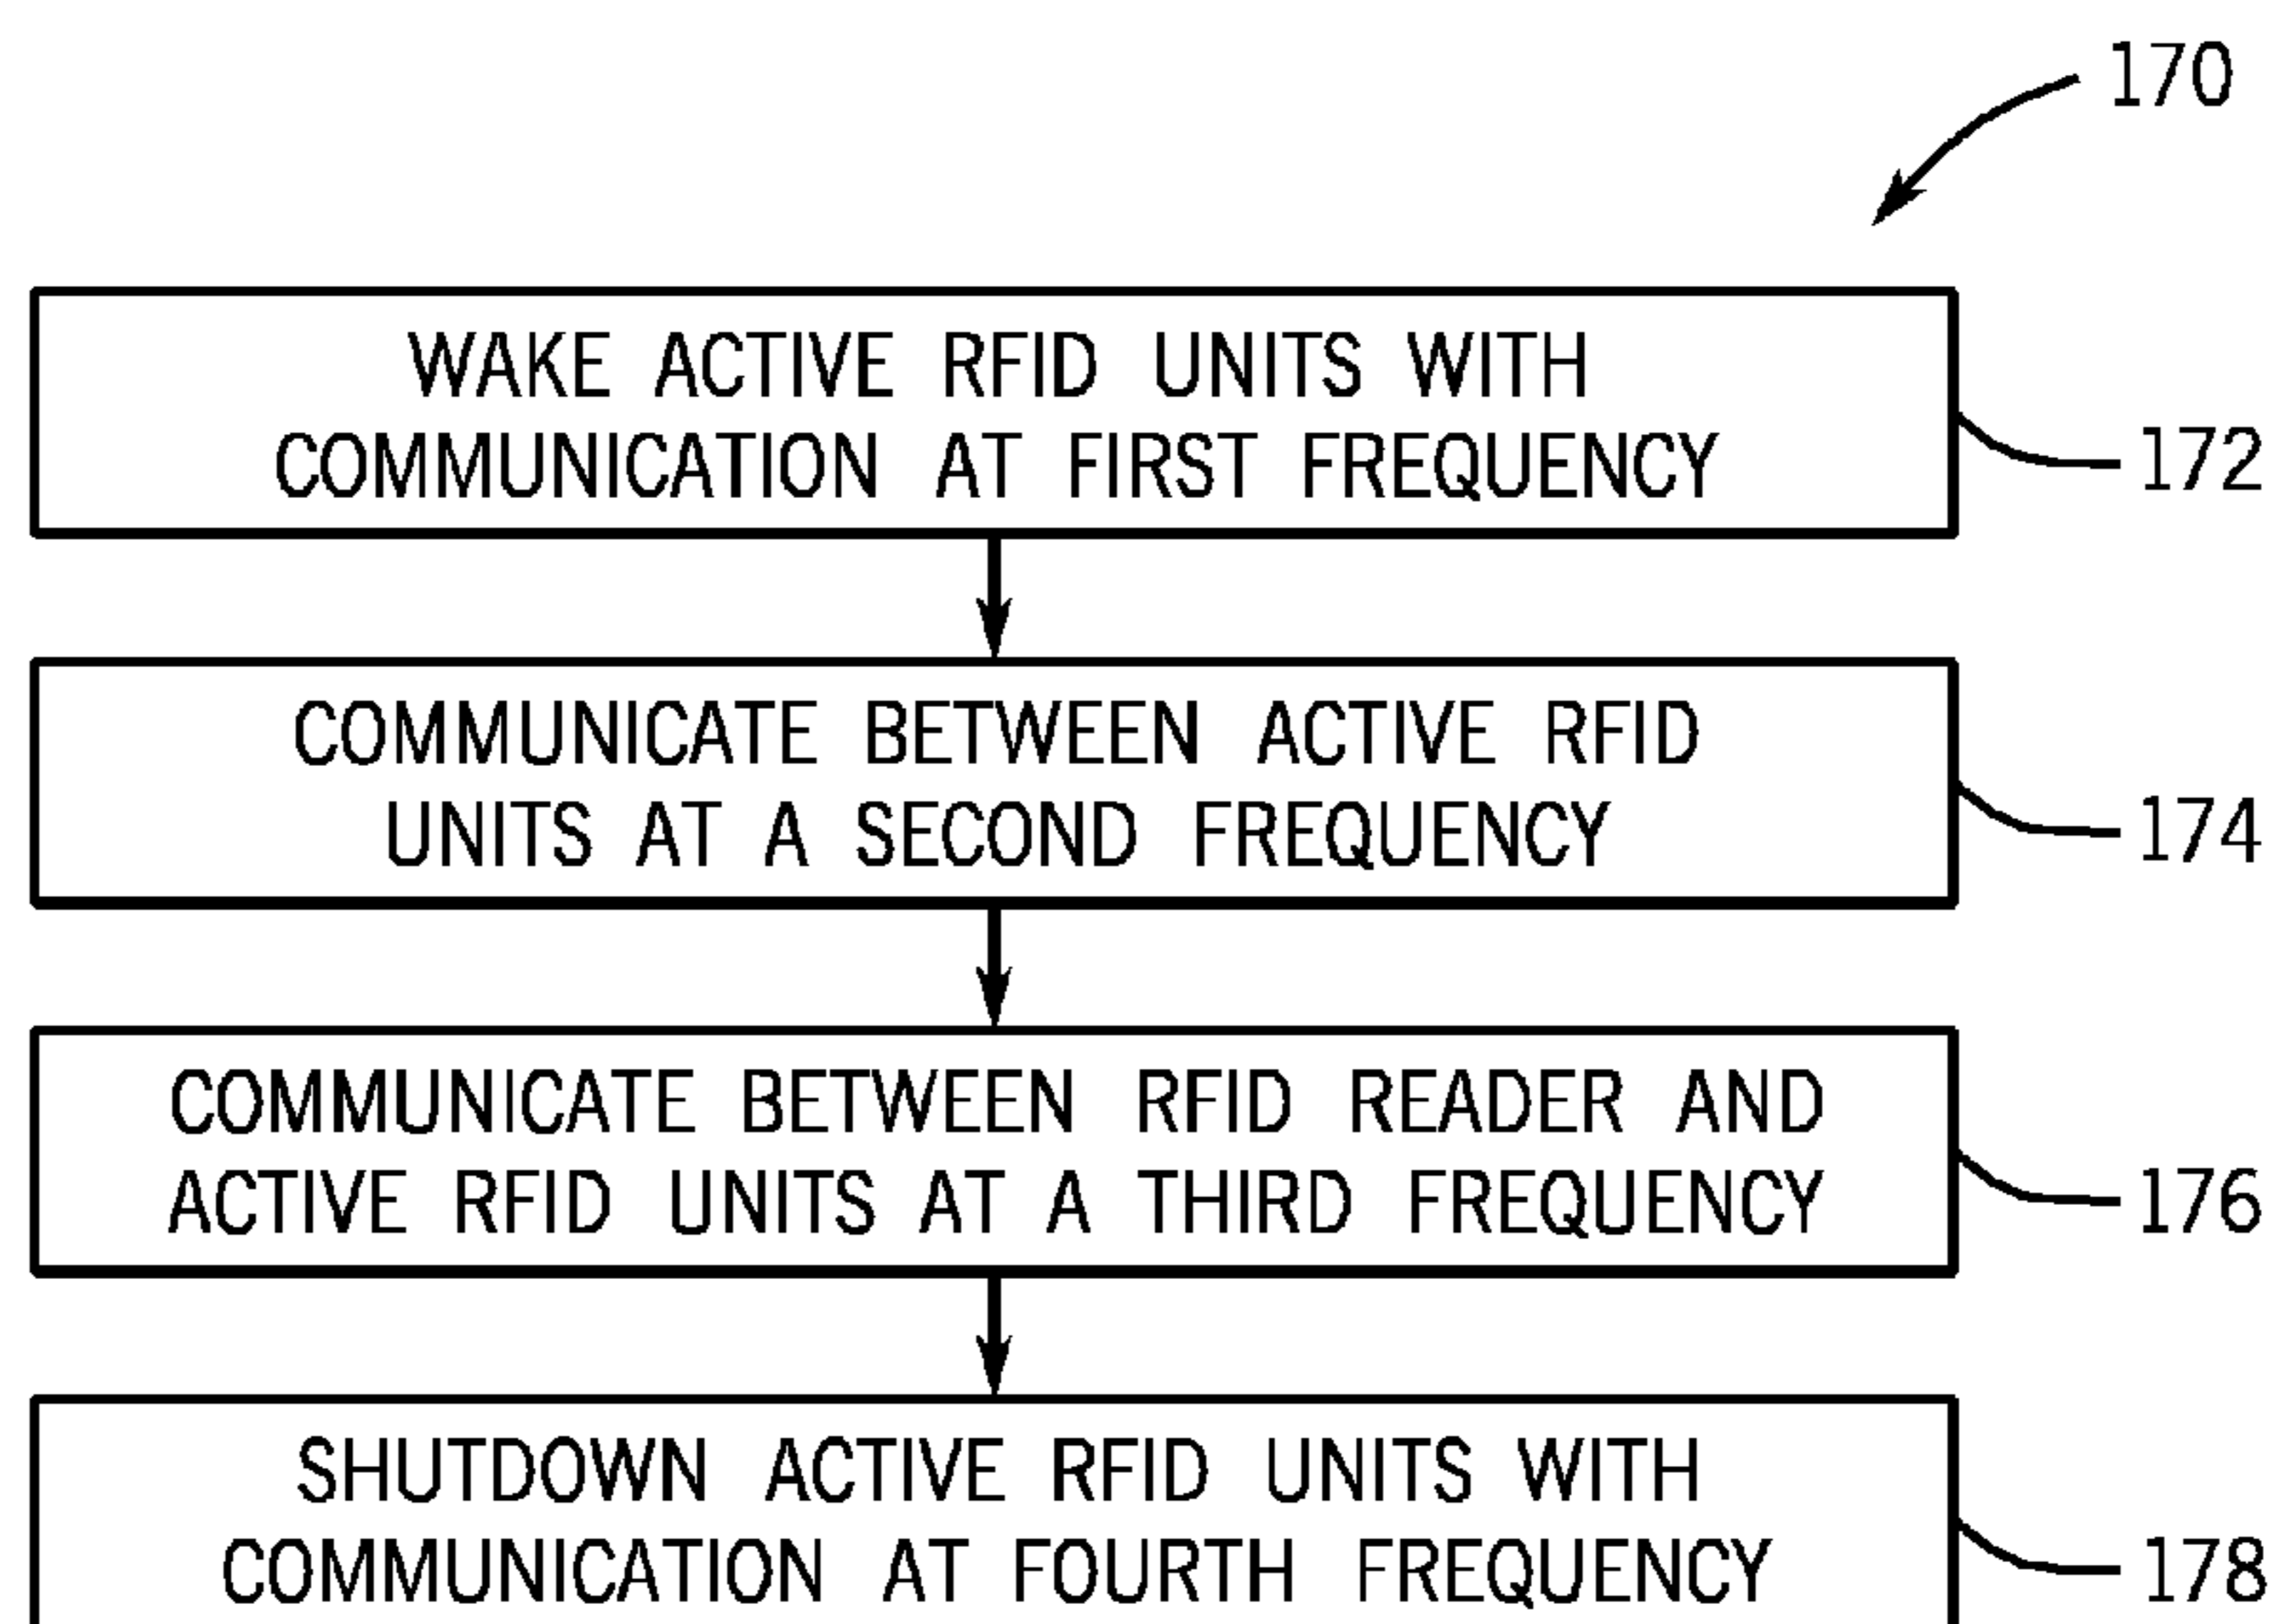 170
WAKE ACTIVE RFID UNITS WITH
COMMUNICATION AT FIRST FREQUENCY
172
COMMUNICATE BETWEEN ACTIVE RFID
UNITS AT A SECOND FREQUENCY
174
COMMUNICATE BETWEEN RFID READER AND
ACTIVE RFID UNITS AT A THIRD FREQUENCY
176
SHUTDOWN ACTIVE RFID UNITS WITH
COMMUNICATION AT FOURTH FREQUENCY
178